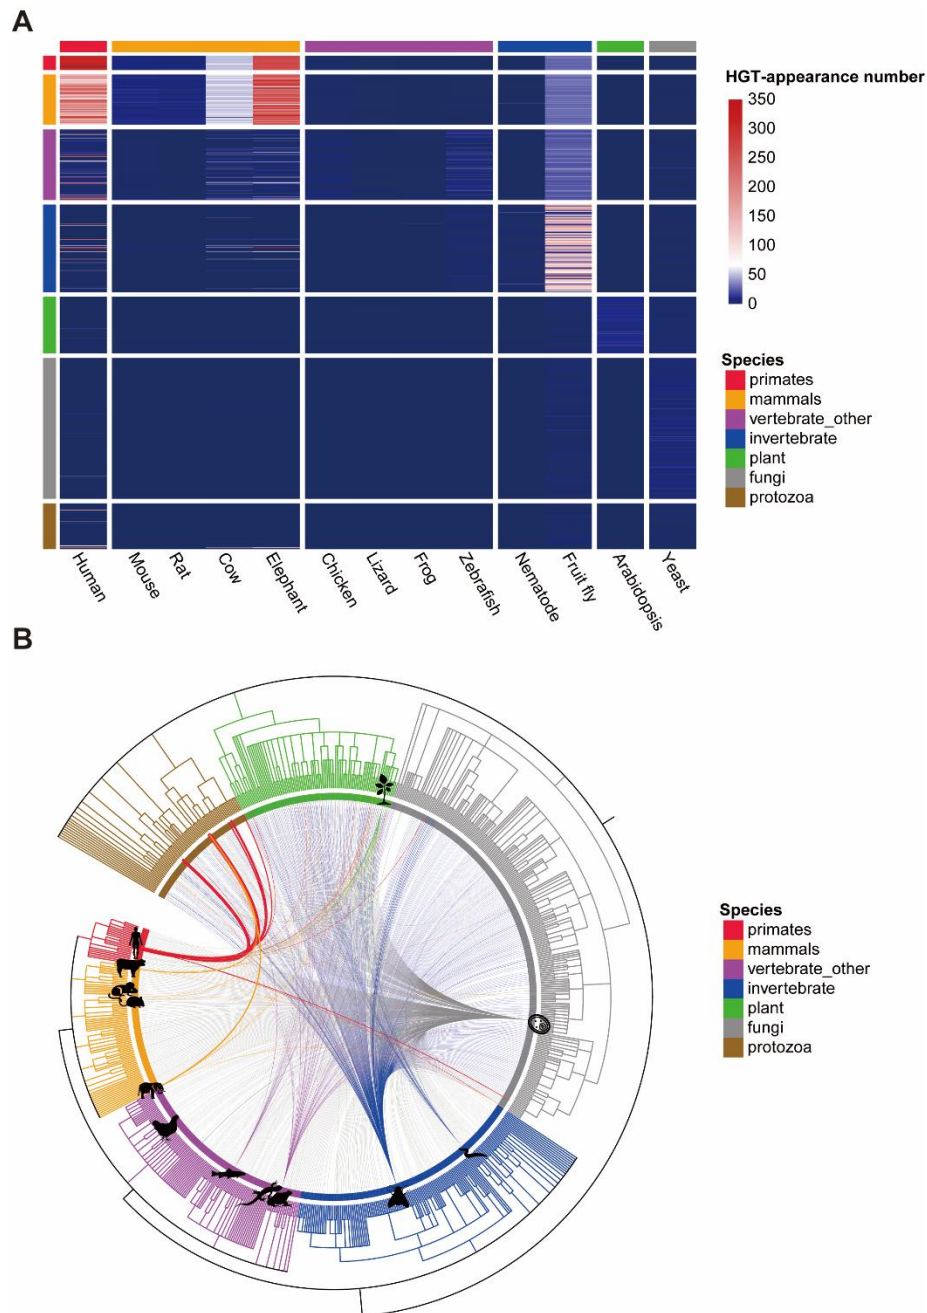 A
HGT-appearance number
350
300
250
200
150
100
50
0
Species
primates
mammals
vertebrate_other
invertebrate
plant
fungi
protozoa
Human
Mouse
Rat
Cow
Elephant
Chicken
Lizard
Frog
Zebrafish
Nematode
Fruit fly
Arabidopsis
Yeast
B
Species
primates
mammals
vertebrate_other
invertebrate
plant
fungi
protozoa